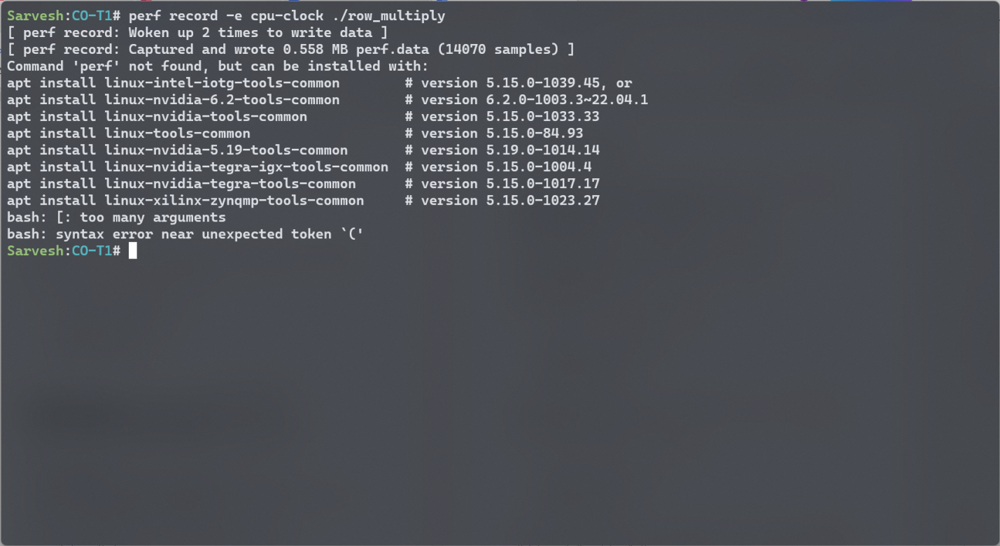 Sarvesh:CO-T1# perf record -e cpu-clock ./row_multiply
[ perf record: Woken up 2 times to write data ]
[ perf record: Captured and wrote 0.558 MB perf.data (14070 samples) ]
Command 'perf' not found, but can be installed with:
apt install linux-intel-iotg-tools-common        # version 5.15.0-1039.45, or
apt install linux-nvidia-6.2-tools-common        # version 6.2.0-1003.3~22.04.1
apt install linux-nvidia-tools-common            # version 5.15.0-1033.33
apt install linux-tools-common                   # version 5.15.0-84.93
apt install linux-nvidia-5.19-tools-common       # version 5.19.0-1014.14
apt install linux-nvidia-tegra-igx-tools-common  # version 5.15.0-1004.4
apt install linux-nvidia-tegra-tools-common      # version 5.15.0-1017.17
apt install linux-xilinx-zynqmp-tools-common     # version 5.15.0-1023.27
bash: [: too many arguments
bash: syntax error near unexpected token `('
Sarvesh:CO-T1#